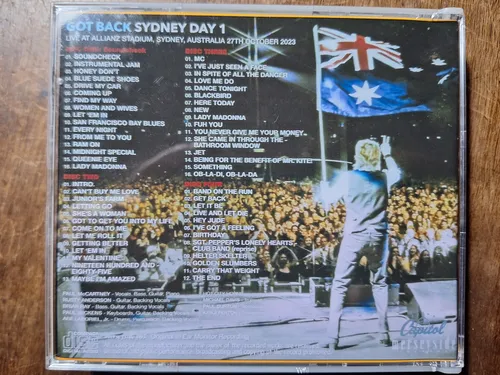 GOT BACK SYDNEY DAY 1
LIVE AT ALLIANZ STADIUM, SYDNEY, AUSTRALIA 27TH OCTOBER 2023
01. SOUNDCHECK
02. INSTRUMENTAL JAM
03. HONEY DON'T
04. BLUE SUEDE SHOES
05. DRIVE MY CAR
06. COMING UP
07. FIND MY WAY
08. WOMEN AND WIVES
09. LET 'EM IN
10. SAN FRANCISCO BAY BLUES
11. EVERY NIGHT
12. FROM ME TO YOU
13. RAM ON
14. MIDNIGHT SPECIAL
15. QUEENIE EYE
16. LADY MADONNA
DISC TWO
01. INTRO.
02. CAN'T BUY ME LOVE
03. JUNIOR'S FARM
04. LETTING GO
05. SHE'S A WOMAN
06. GOT TO GET YOU INTO MY LIFE
07. COME ON TO ME
08. LET ME ROLL IT
09. GETTING BETTER
10. LET 'EM IN
11. MY VALENTINE
12. NINETEEN HUNDRED AND
EIGHTY-FIVE
13. MAYBE I'M AMAZED
DISC THREE
01. MC
02. I'VE JUST SEEN A FACE
03. IN SPITE OF ALL THE DANGER
04. LOVE ME DO
05. DANCE TONIGHT
06. BLACKBIRD
07. HERE TODAY
08. NEW
09. LADY MADONNA
10. FUH YOU
11. YOU NEVER GIVE ME YOUR MONEY
12. SHE CAME IN THROUGH THE
BATHROOM WINDOW
13. JET
14. BEING FOR THE BENEFIT OF MR. KITE!
15. SOMETHING
16. OB-LA-DI, OB-LA-DA
01. BAND ON THE RUN
02. GET BACK
03. LET IT BE
04. LIVE AND LET DIE
05. HEY JUDE
06. I'VE GOT A FEELING
07. BIRTHDAY
08. SGT. PEPPER'S LONELY HEARTS
CLUB BAND (reprise)
09. HELTER SKELTER
10. GOLDEN SLUMBERS
11. CARRY THAT WEIGHT
12. THE END
PAUL McCARTNEY - Vocals, Bass, Guitar,
ANDERSON - Guitar, Backing Vocals
RAY - Bass, Guitar, Backing Vocals
WICKENS - Keyboards, Guitar, Backing Vocals
ABE LABORIEL, Jr. - Drums,
Capitol